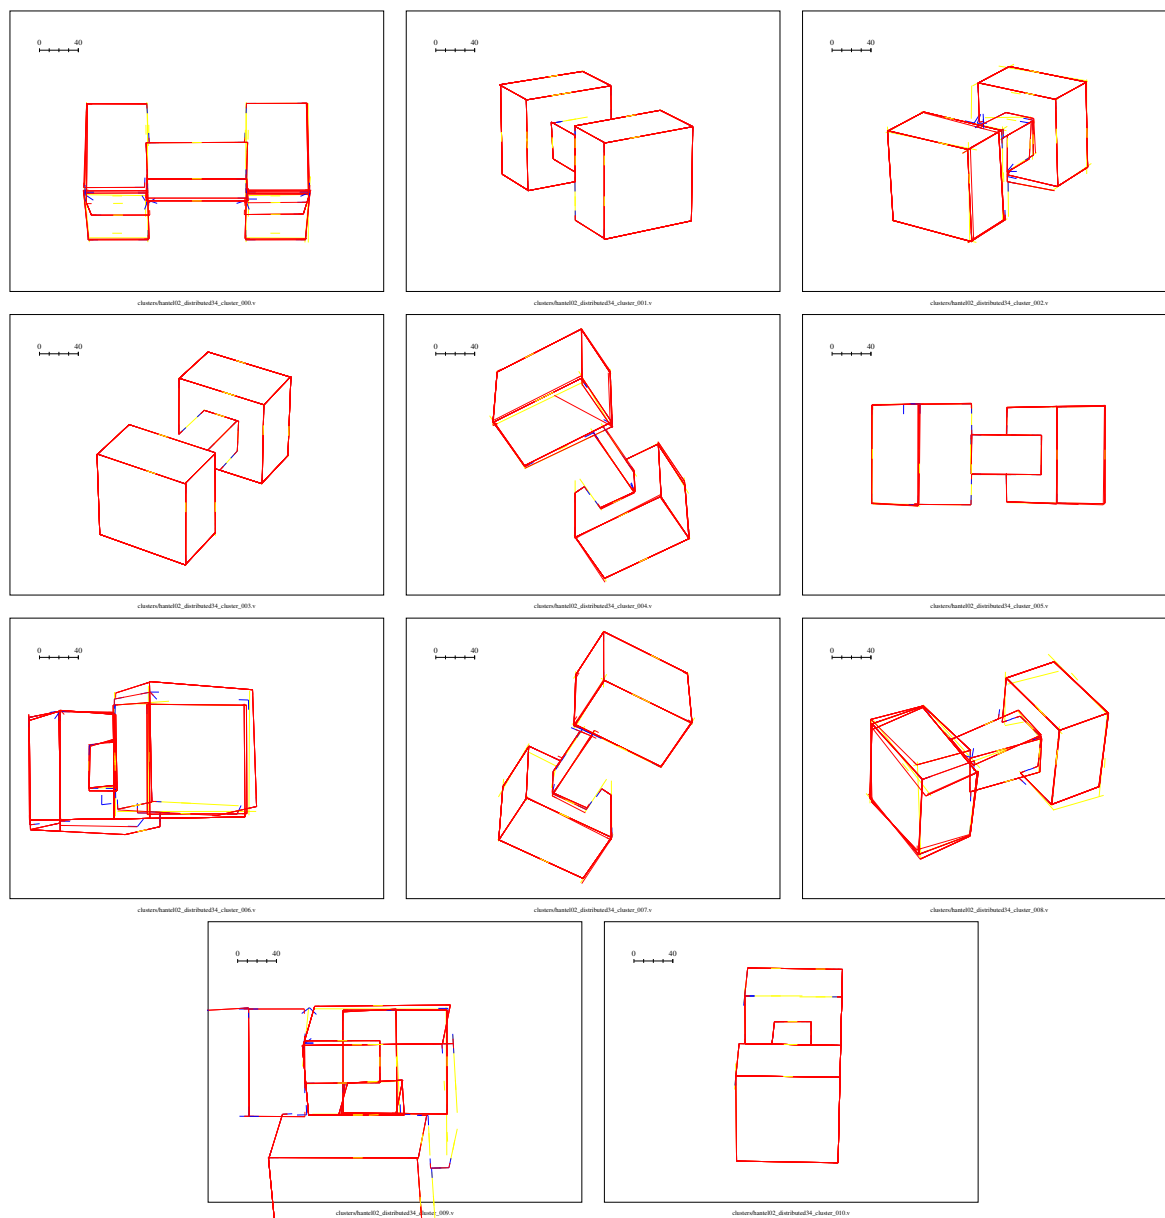 0 40
0 40
0 40
clusters/hantel02_distributed34_cluster_000.v
clusters/hantel02_distributed34_cluster_001.v
clusters/hantel02_distributed34_cluster_002.v
0 40
0 40
0 40
clusters/hantel02_distributed34_cluster_003.v
clusters/hantel02_distributed34_cluster_004.v
clusters/hantel02_distributed34_cluster_005.v
0 40
0 40
0 40
clusters/hantel02_distributed34_cluster_006.v
clusters/hantel02_distributed34_cluster_007.v
clusters/hantel02_distributed34_cluster_008.v
0 40
0 40
clusters/hantel02_distributed34_cluster_009.v
clusters/hantel02_distributed34_cluster_010.v